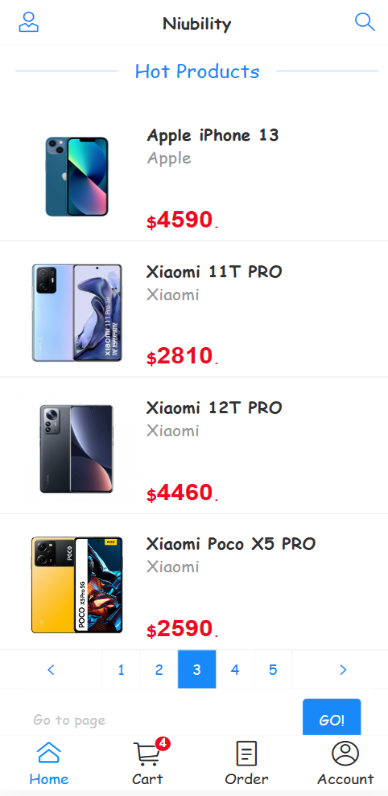 Niubility
Hot Products
Apple iPhone 13
Apple
$4590.
Xiaomi 11T PRO
Xiaomi
$2810.
Xiaomi 12T PRO
Xiaomi
$4460.
Xiaomi Poco X5 PRO
Xiaomi
POCO
$2590.
< 1 2 3 4 5 >
Go to page GO!
4
Home Cart Order Account